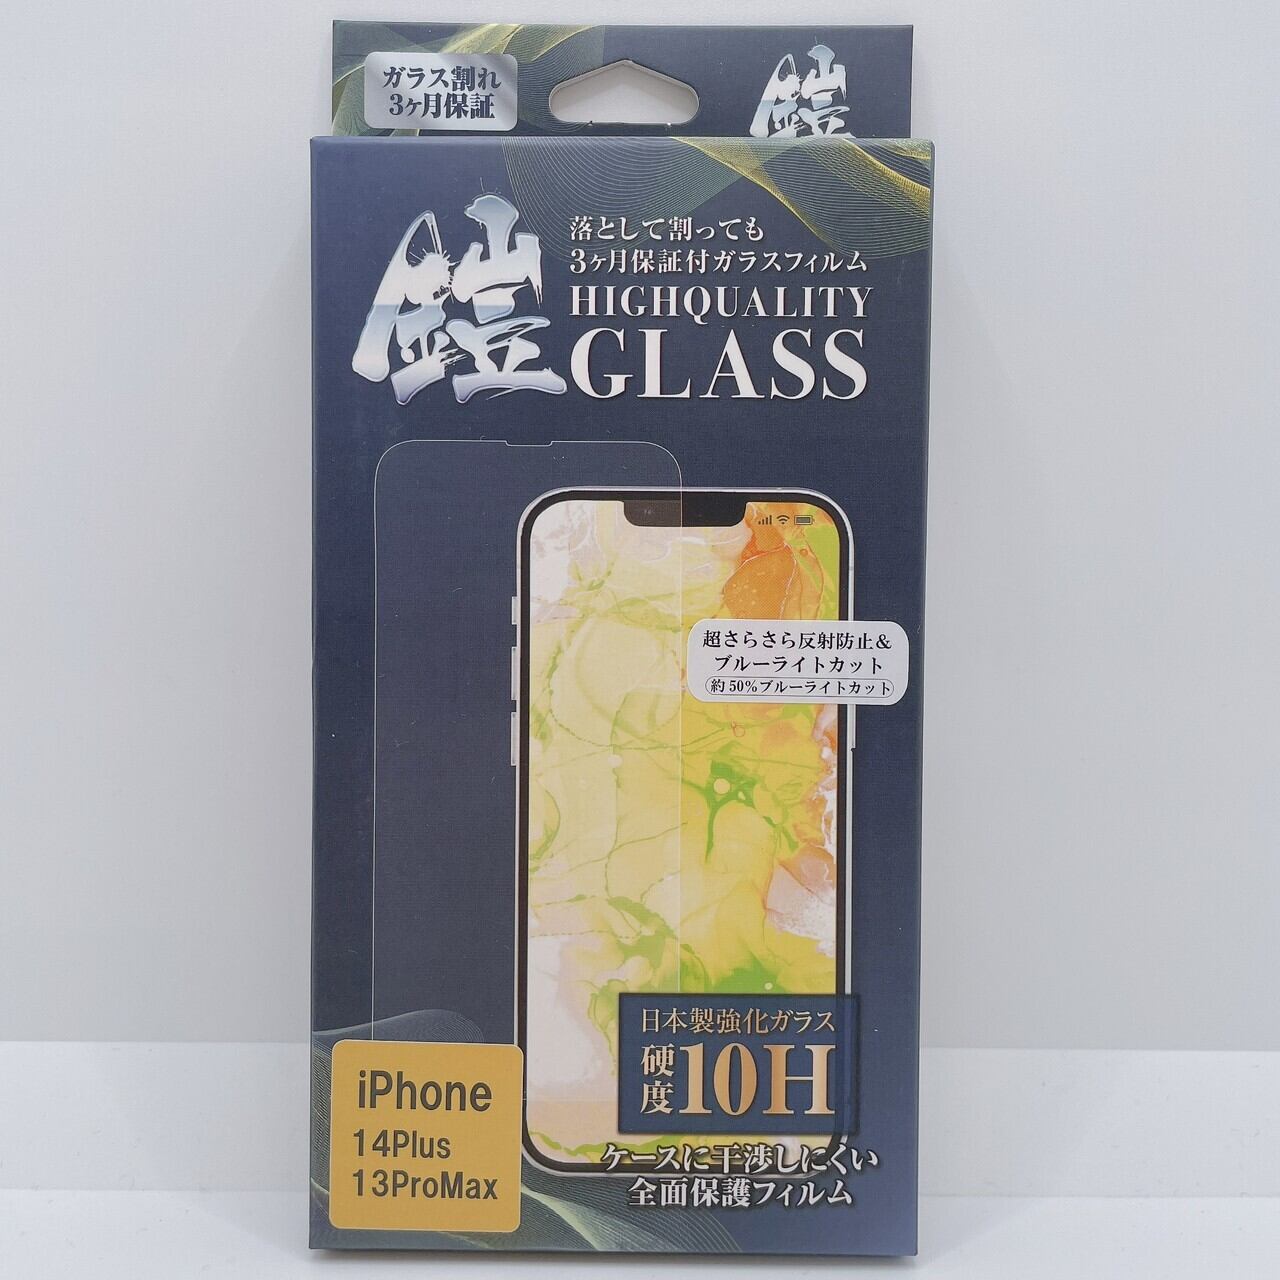 ガラス割れ
3ヶ月保証
鎧
鎧
落として割っても
3ヶ月保証付ガラスフィルム
HIGHQUALITY
GLASS
超さらさら反射防止&
ブルーライトカット
約50%ブルーライトカット
日本製強化ガラス
硬度10H
iPhone
14Plus
13ProMax
ケースに干渉しにくい
全面保護フィルム